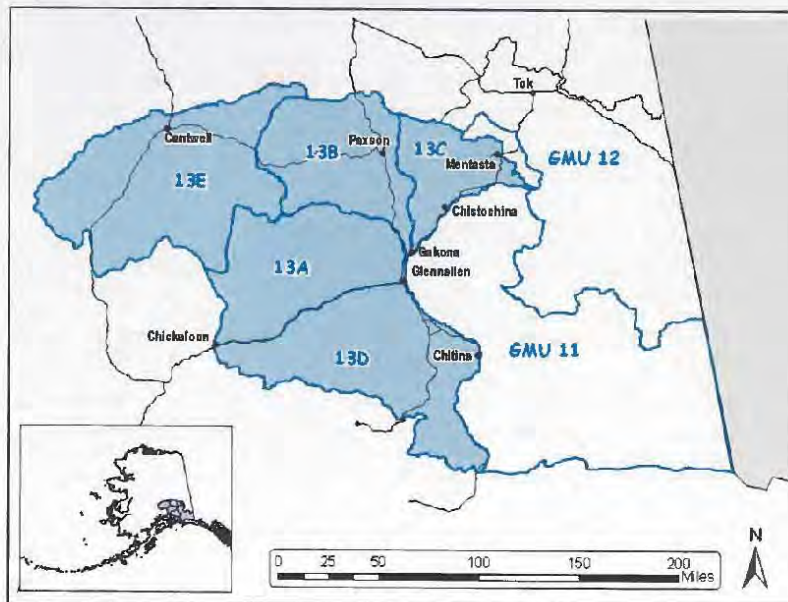 Tok
Cantwell
Paxson
13B
13C
Mentasta
GMU 12
13E
Chistochina
Gakona
Glennallen
13A
Chickaloon
13D
Chitina
GMU 11
N
0 25 50 100 150 200
Miles